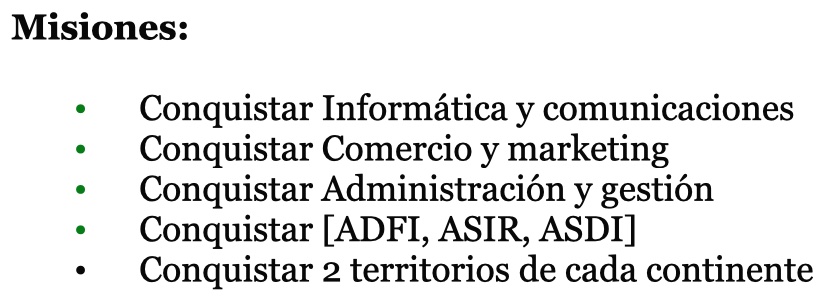 Misiones:
• Conquistar Informática y comunicaciones
• Conquistar Comercio y marketing
• Conquistar Administración y gestión
• Conquistar [ADFI, ASIR, ASDI]
• Conquistar 2 territorios de cada continente